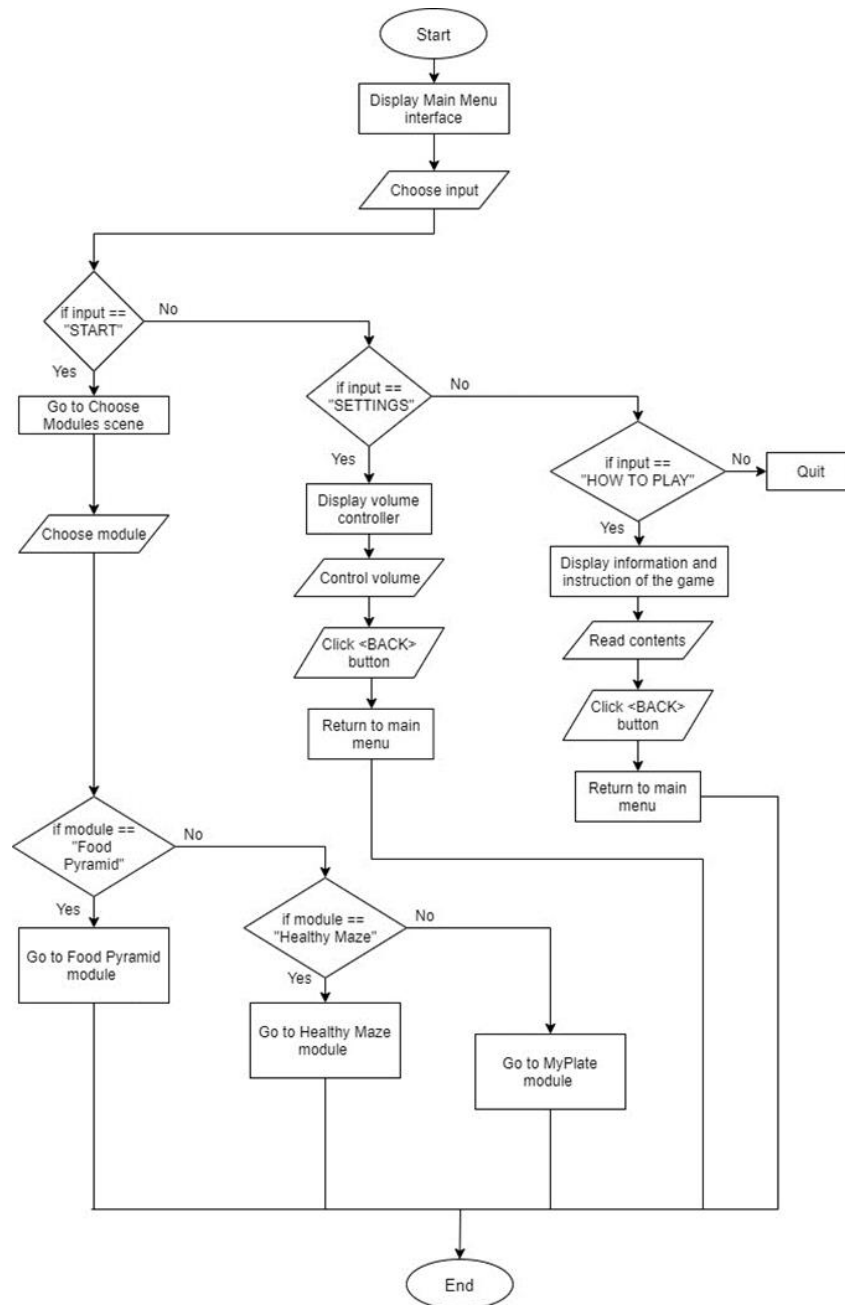 Start
Display Main Menu
interface
Choose input
if input ==
"START"
No
Yes
Go to Choose
Modules scene
Choose module
if input ==
"SETTINGS"
No
Yes
Display volume
controller
Control volume
Click <BACK>
button
Return to main
menu
if input ==
"HOW TO PLAY"
No
Quit
Yes
Display information and
instruction of the game
Read contents
Click <BACK>
button
Return to main
menu
if module ==
"Food
Pyramid"
No
Yes
Go to Food Pyramid
module
if module ==
"Healthy Maze"
No
Yes
Go to Healthy Maze
module
Go to MyPlate
module
End